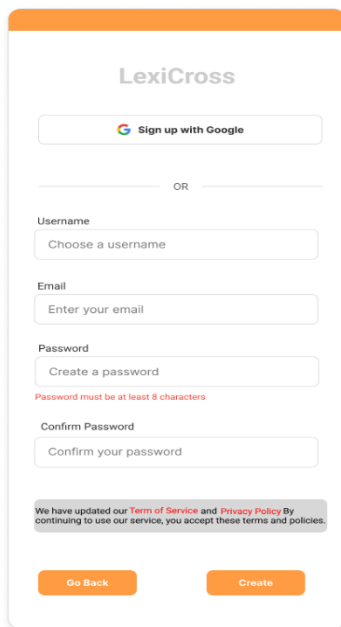 LexiCross
Sign up with Google
OR
Username
Choose a username
Email
Enter your email
Password
Create a password
Password must be at least 8 characters
Confirm Password
Confirm your password
We have updated our Term of Service and Privacy Policy By
continuing to use our service, you accept these terms and policies.
Go Back
Create